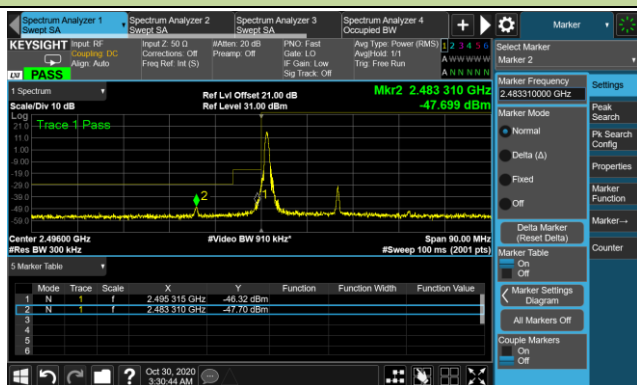 Spectrum Analyzer 1
Swept SA
Spectrum Analyzer 2
Swept SA
Spectrum Analyzer 3
Swept SA
Spectrum Analyzer 4
Occupied BW
+
Marker
KEYSIGHT
Input: RF
Coupling: DC
Align: Auto
Input Z: 50 Ω
Corrections: Off
Freq Ref: Int (S)
#Atten: 20 dB
Preamp: Off
PNO: Fast
Gate: LO
IF Gain: Low
Sig Track: Off
Avg Type: Power (RMS)
Avg|Hold: 1/1
Trig: Free Run
1 2 3 4 5 6
A W W W W W
A N N N N N
LXI
PASS
1 Spectrum
Scale/Div 10 dB
Ref Lvl Offset 21.00 dB
Ref Level 31.00 dBm
Mkr2 2.483 310 GHz
-47.699 dBm
Log
Trace 1 Pass
21.0
11.0
1.00
-9.00
-19.0
-29.0
-39.0
-49.0
-59.0
2
1
Center 2.49600 GHz
#Res BW 300 kHz
#Video BW 910 kHz*
Span 90.00 MHz
#Sweep 100 ms (2001 pts)
5 Marker Table
Mode Trace Scale X Y Function Function Width Function Value
1 N 1 f 2.495 315 GHz -46.32 dBm
2 N 1 f 2.483 310 GHz -47.70 dBm
3
4
5
6
Select Marker
Marker 2
Marker Frequency
2.483310000 GHz
Marker Mode
Normal
Delta (Δ)
Fixed
Off
Delta Marker
(Reset Delta)
Marker Table
On
Off
Marker Settings
Diagram
All Markers Off
Couple Markers
On
Off
Settings
Peak
Search
Pk Search
Config
Properties
Marker
Function
Marker→
Counter
?
Oct 30, 2020
3:30:44 AM